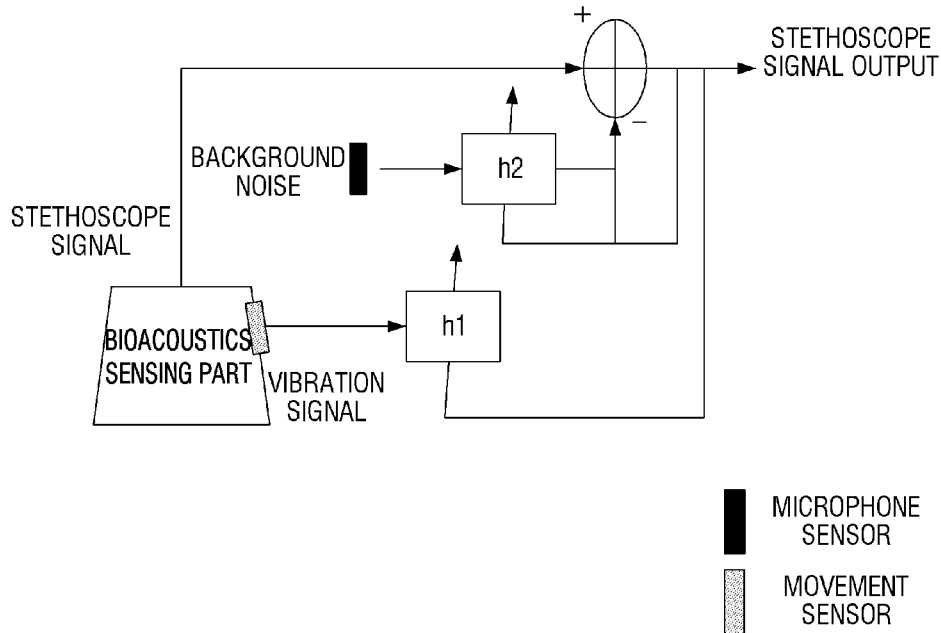 +
STETHOSCOPE
SIGNAL OUTPUT
−
BACKGROUND
NOISE
h2
STETHOSCOPE
SIGNAL
h1
BIOACOUSTICS
SENSING PART
VIBRATION
SIGNAL
MICROPHONE
SENSOR
MOVEMENT
SENSOR